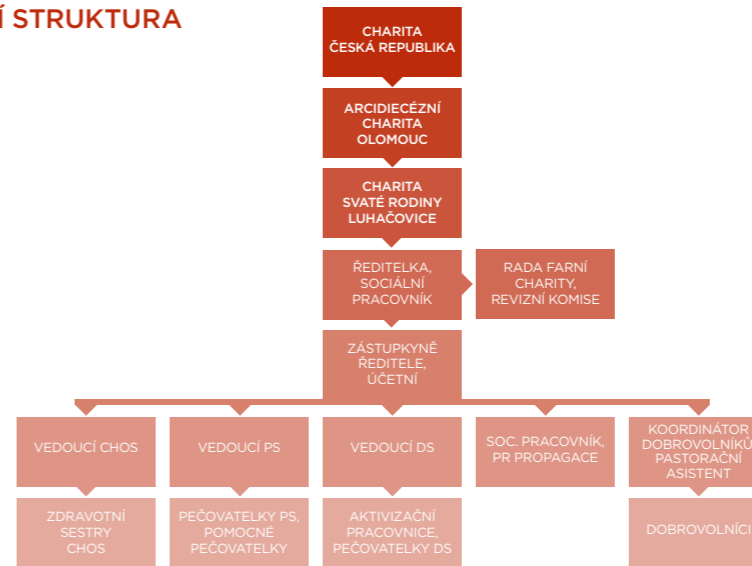 Í STRUKTURA
CHARITA
ČESKÁ REPUBLIKA
ARCIDIECÉZNÍ
CHARITA
OLOMOUC
CHARITA
SVATÉ RODINY
LUHAČOVICE
ŘEDITELKA,
SOCIÁLNÍ
PRACOVNÍK
RADA FARNÍ
CHARITY,
REVIZNÍ KOMISE
ZÁSTUPKYNĚ
ŘEDITELE,
ÚČETNÍ
VEDOUCÍ CHOS
VEDOUCÍ PS
VEDOUCÍ DS
SOC. PRACOVNÍK,
PR PROPAGACE
KOORDINÁTOR
DOBROVOLNÍKŮ
PASTORAČNÍ
ASISTENT
ZDRAVOTNÍ
SESTRY
CHOS
PEČOVATELKY PS,
POMOCNÉ
PEČOVATELKY
AKTIVIZAČNÍ
PRACOVNICE,
PEČOVATELKY DS
DOBROVOLNÍCI